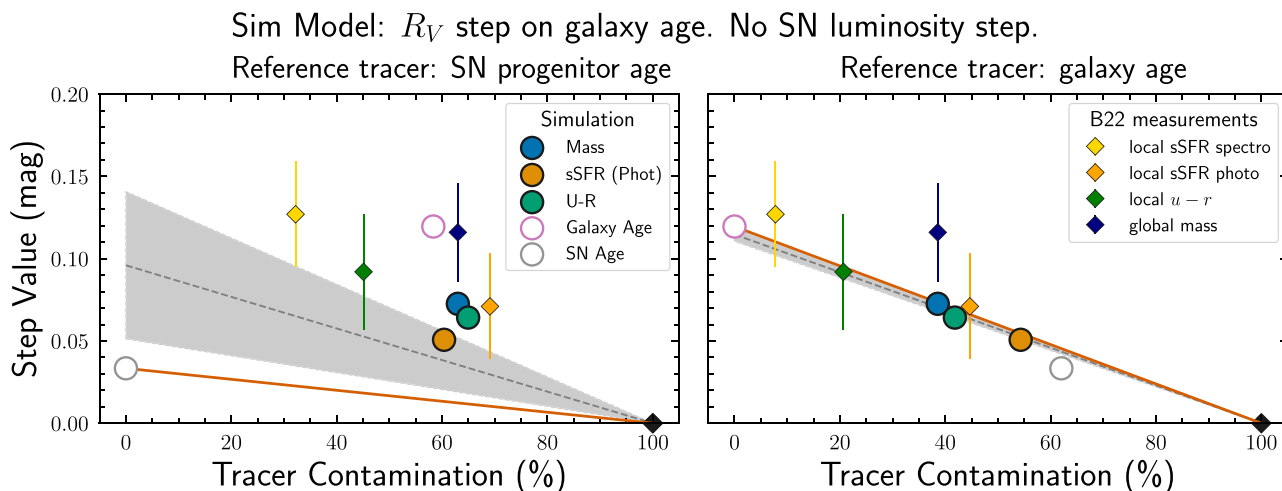 Sim Model: R_V step on galaxy age. No SN luminosity step.
Reference tracer: SN progenitor age
Reference tracer: galaxy age
Step Value (mag)
0.20
0.15
0.10
0.05
0.00
Simulation
Mass
sSFR (Phot)
U-R
Galaxy Age
SN Age
B22 measurements
local sSFR spectro
local sSFR photo
local u − r
global mass
0 20 40 60 80 100
0 20 40 60 80 100
Tracer Contamination (%)
Tracer Contamination (%)